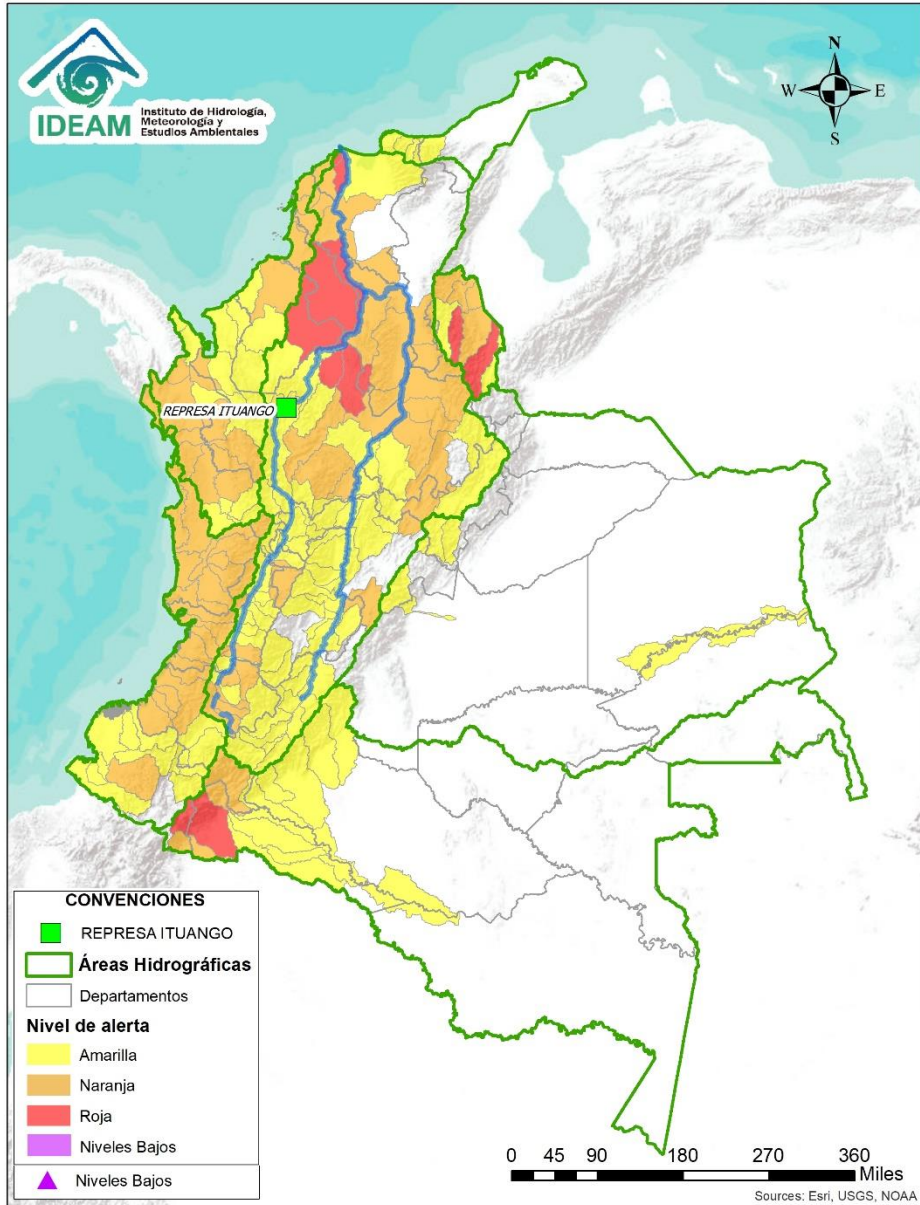 IDEAM
Instituto de Hidrología,
Meteorología y
Estudios Ambientales
N
W
E
S
REPRESA ITUANGO
CONVENCIONES
REPRESA ITUANGO
Áreas Hidrográficas
Departamentos
Nivel de alerta
Amarilla
Naranja
Roja
Niveles Bajos
Niveles Bajos
0 45 90 180 270 360
Miles
Sources: Esri, USGS, NOAA